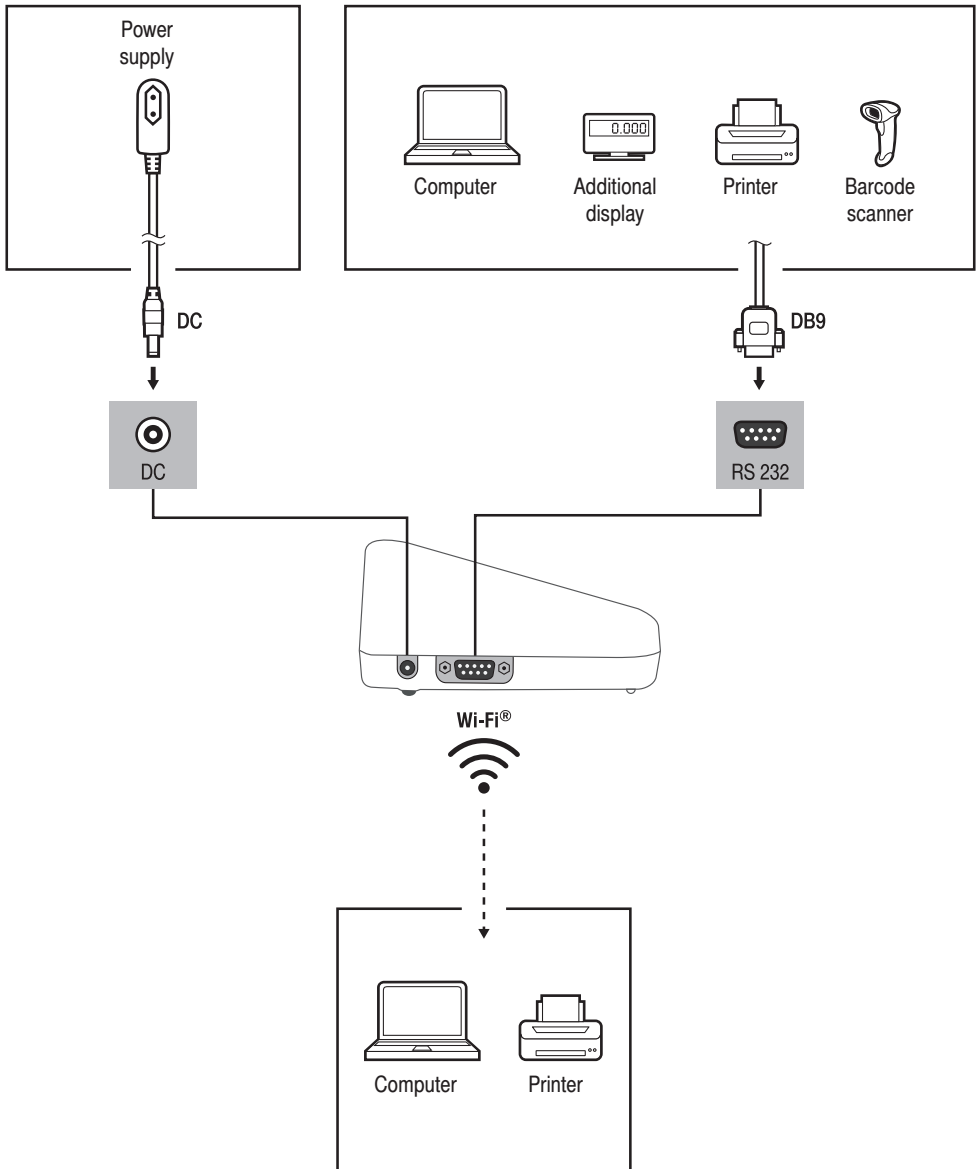 Power
supply
0.000
Computer
Additional
display
Printer
Barcode
scanner
DC
DB9
DC
RS 232
Wi-Fi®
Computer
Printer